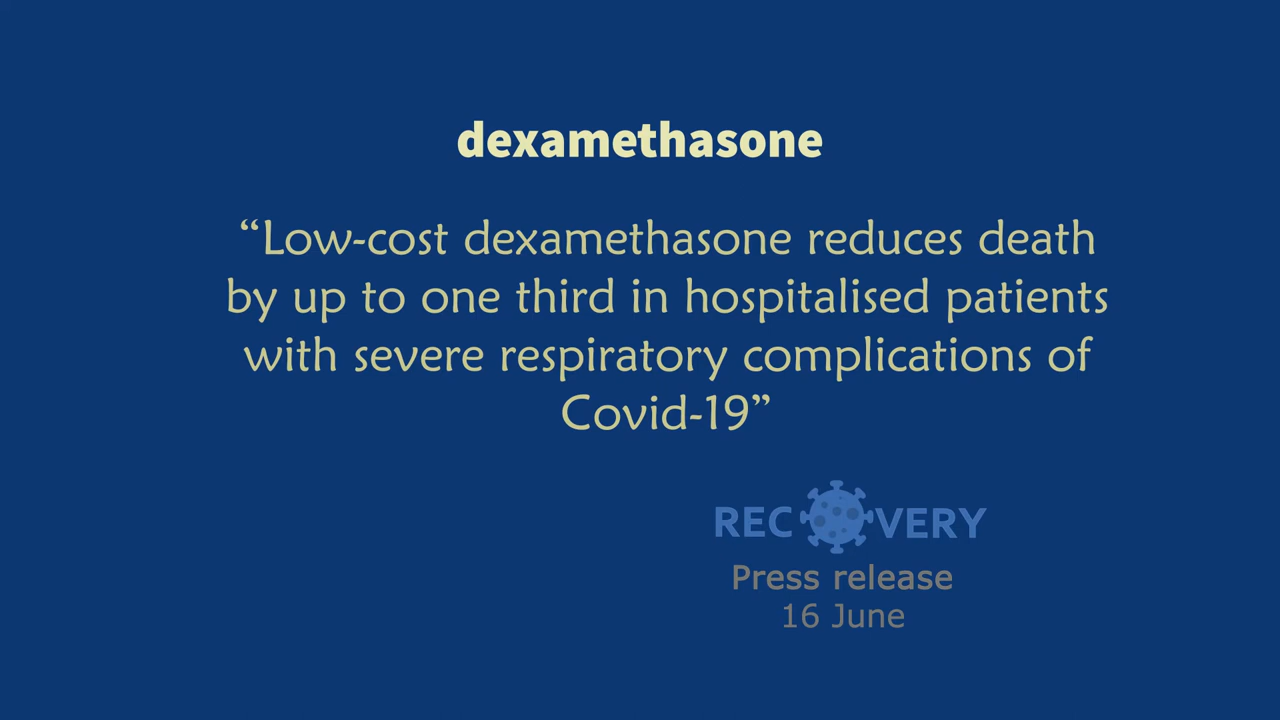 dexamethasone
“Low-cost dexamethasone reduces death
by up to one third in hospitalised patients
with severe respiratory complications of
Covid-19”
RECOVERY
Press release
16 June